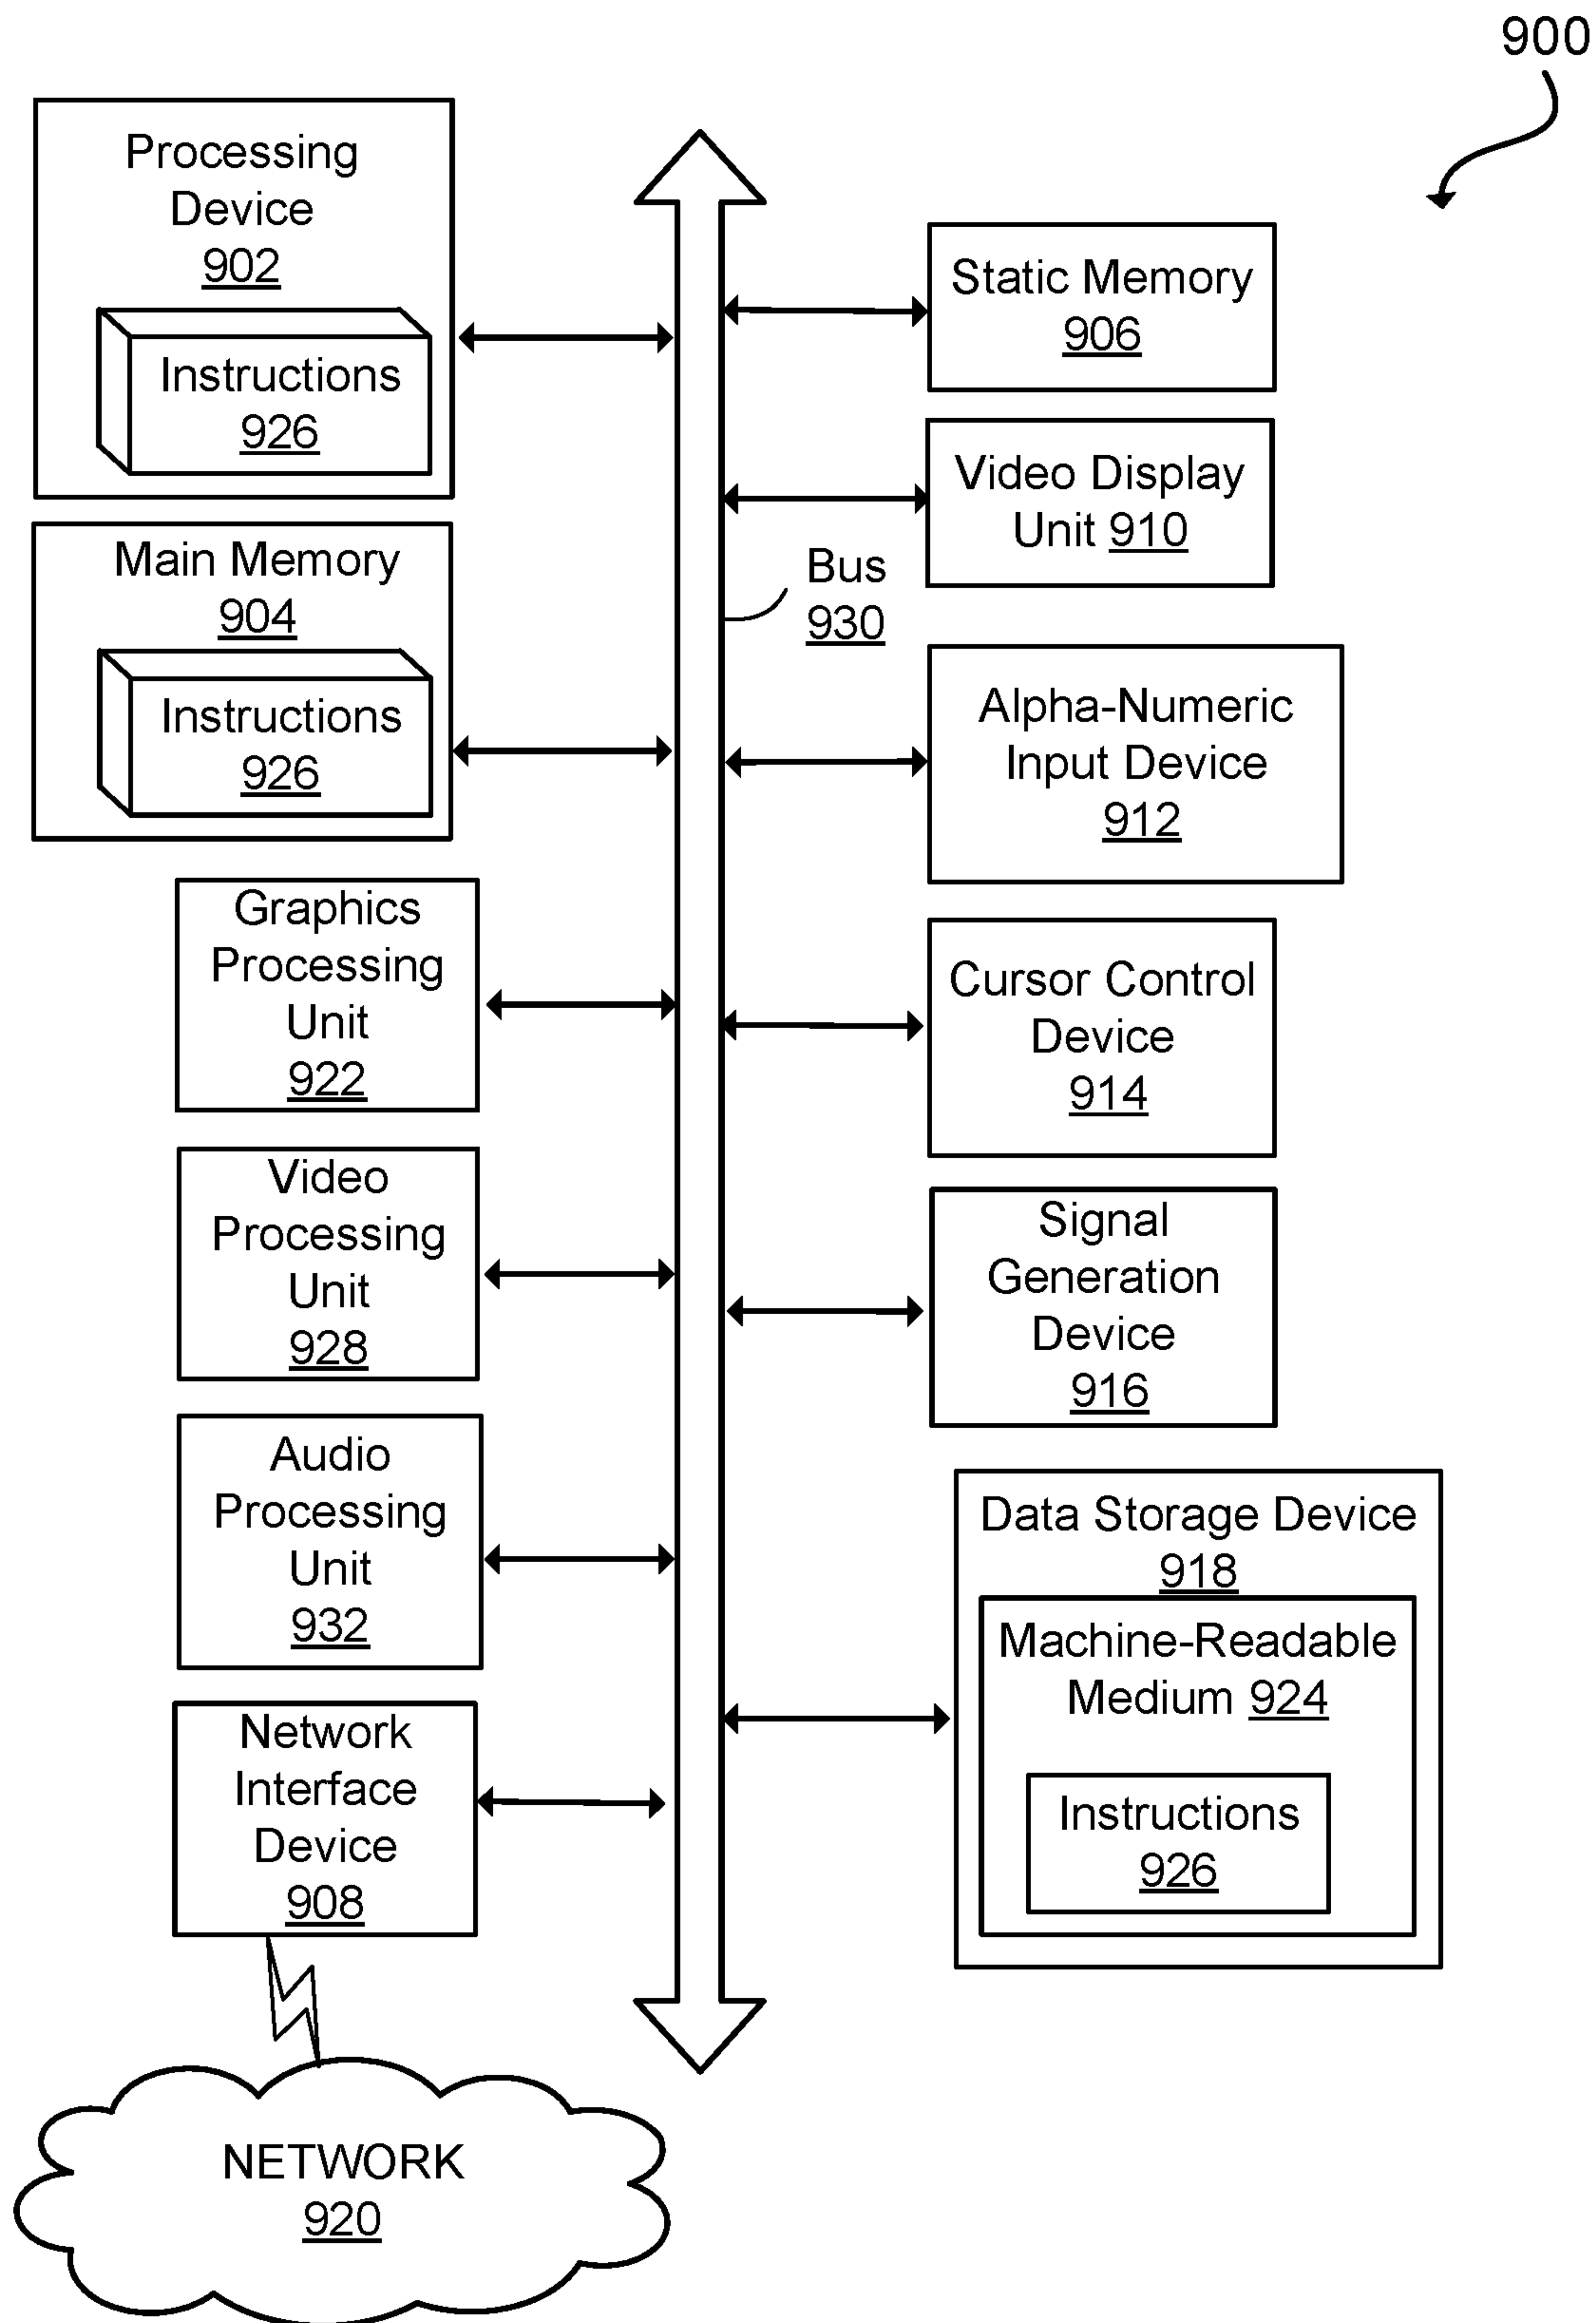 900
Processing
Device
902
Instructions
926
Main Memory
904
Instructions
926
Graphics
Processing
Unit
922
Video
Processing
Unit
928
Audio
Processing
Unit
932
Network
Interface
Device
908
NETWORK
920
Bus
930
Static Memory
906
Video Display
Unit 910
Alpha-Numeric
Input Device
912
Cursor Control
Device
914
Signal
Generation
Device
916
Data Storage Device
918
Machine-Readable
Medium 924
Instructions
926